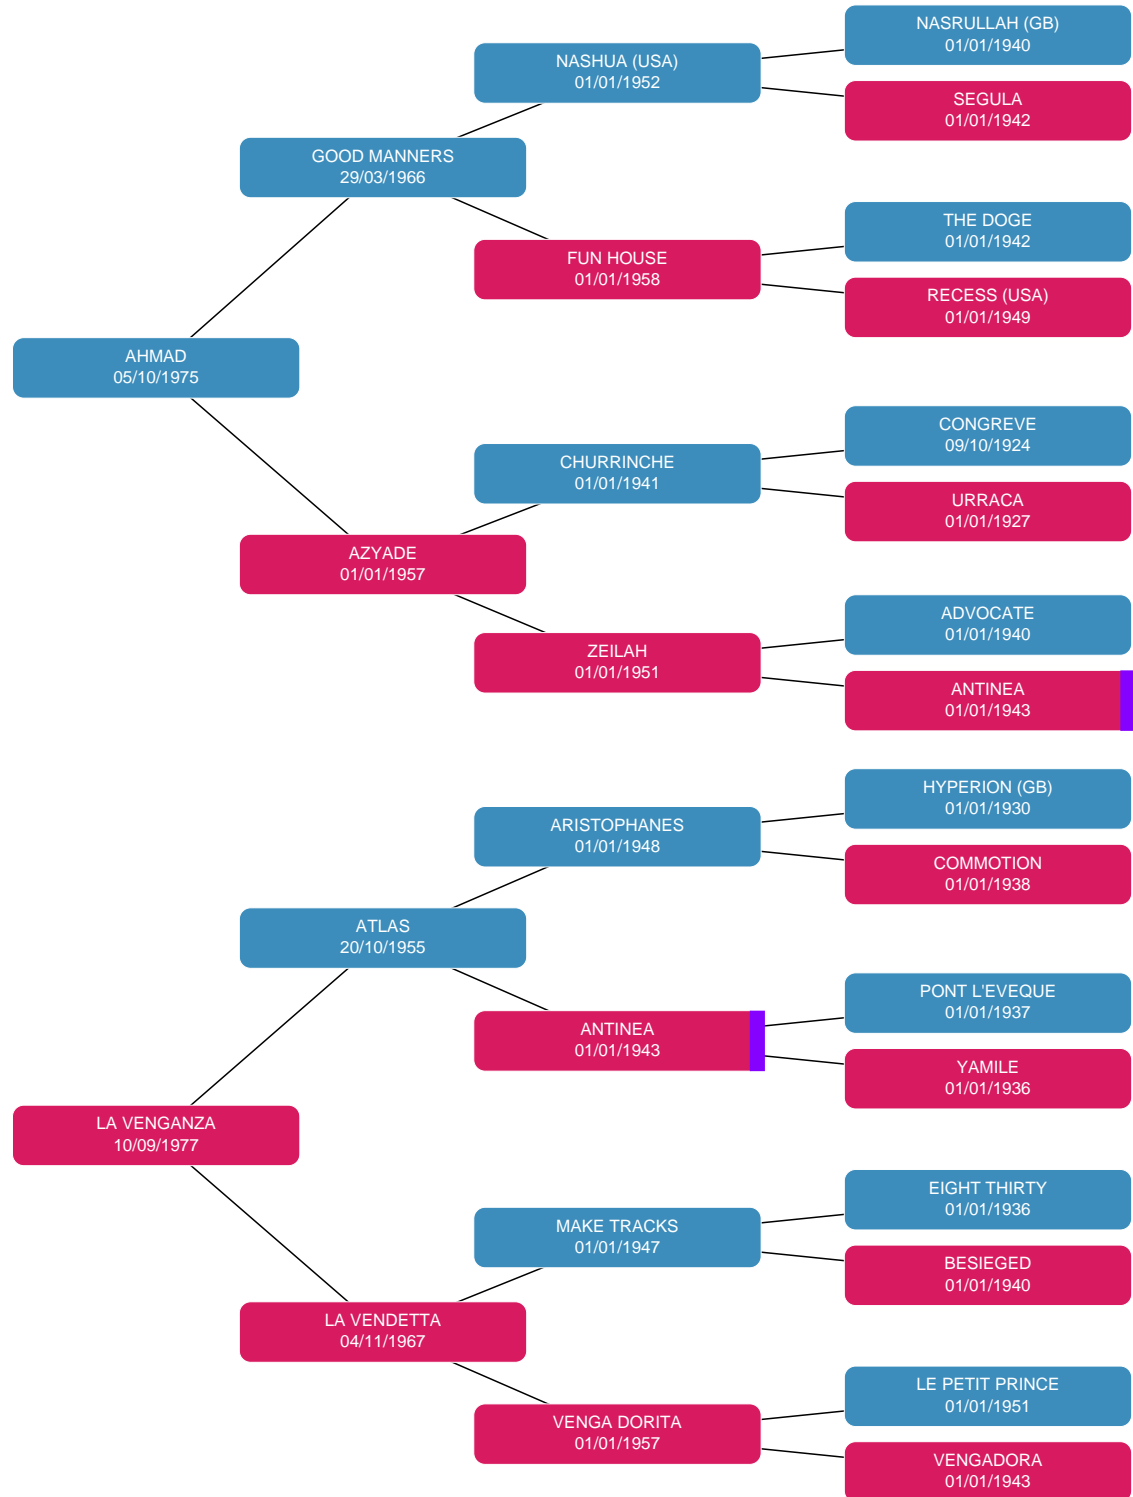 NASRULLAH (GB)
01/01/1940
NASHUA (USA)
01/01/1952
SEGULA
01/01/1942
GOOD MANNERS
29/03/1966
THE DOGE
01/01/1942
FUN HOUSE
01/01/1958
RECESS (USA)
01/01/1949
AHMAD
05/10/1975
CONGREVE
09/10/1924
CHURRINCHE
01/01/1941
URRACA
01/01/1927
AZYADE
01/01/1957
ADVOCATE
01/01/1940
ZEILAH
01/01/1951
ANTINEA
01/01/1943
HYPERION (GB)
01/01/1930
ARISTOPHANES
01/01/1948
COMMOTION
01/01/1938
ATLAS
20/10/1955
PONT L'EVEQUE
01/01/1937
ANTINEA
01/01/1943
YAMILE
01/01/1936
LA VENGANZA
10/09/1977
EIGHT THIRTY
01/01/1936
MAKE TRACKS
01/01/1947
BESIEGED
01/01/1940
LA VENDETTA
04/11/1967
LE PETIT PRINCE
01/01/1951
VENGA DORITA
01/01/1957
VENGADORA
01/01/1943